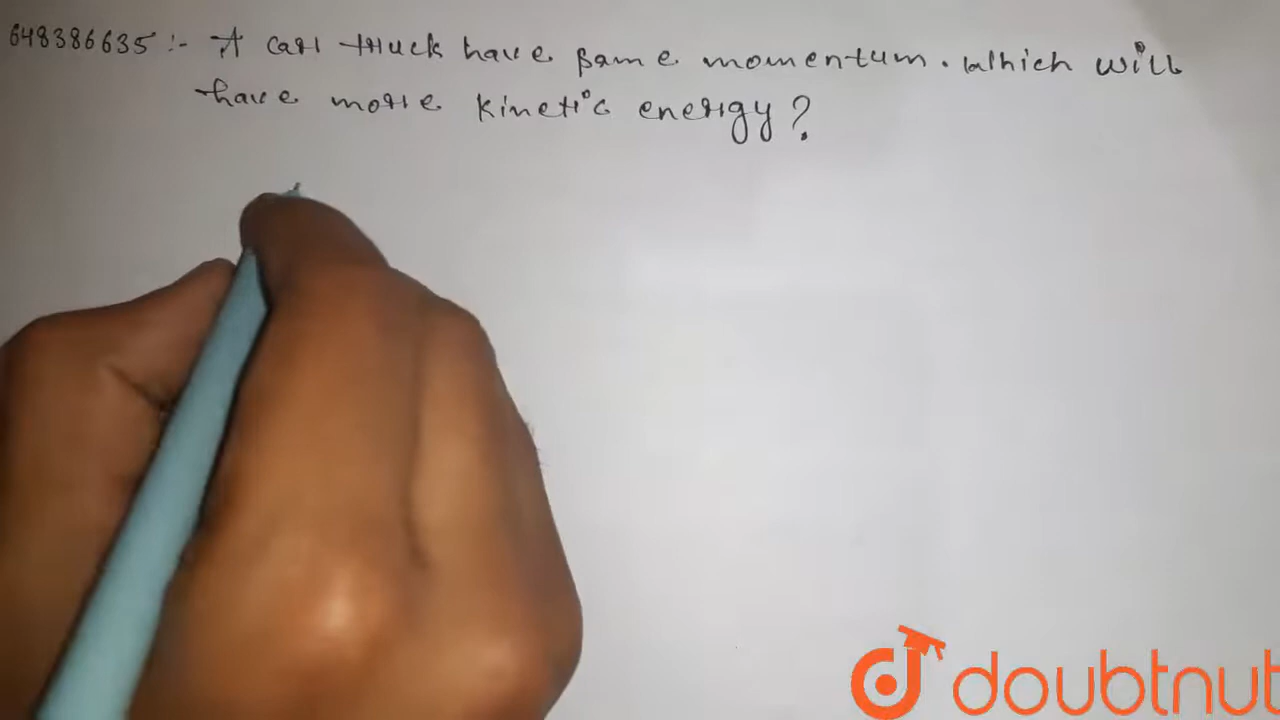 648386635 :- A car truck have same momentum. Which will
have more kinetic energy?
doubtnut